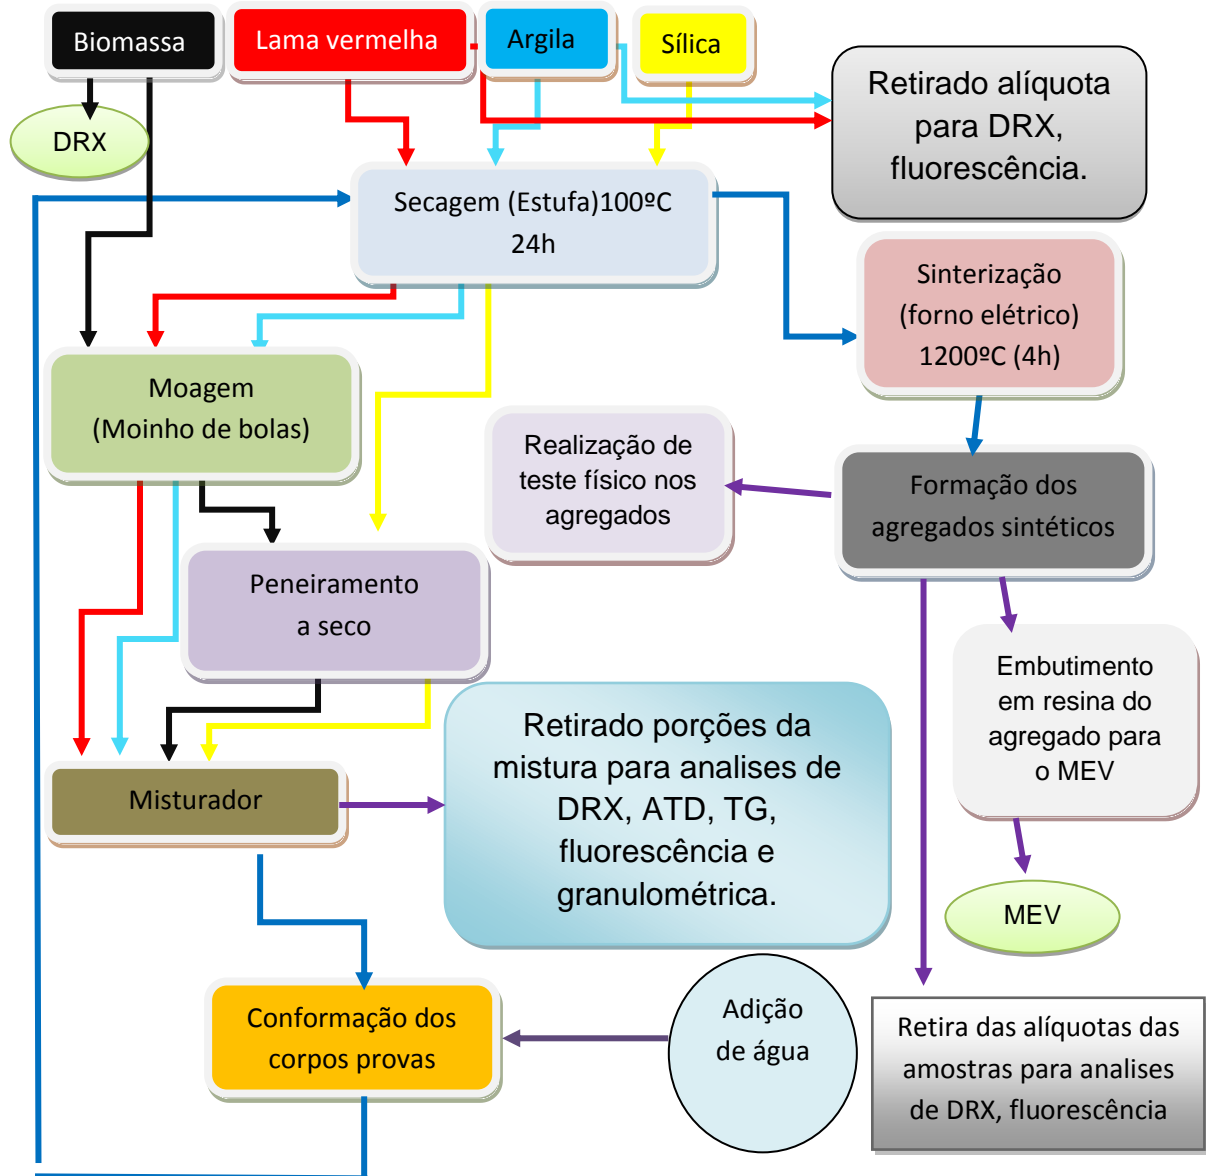 Biomassa
Lama vermelha
Argila
Sílica
Retirado alíquota
para DRX,
fluorescência.
DRX
Secagem (Estufa)100ºC
24h
Sinterização
(forno elétrico)
1200ºC (4h)
Moagem
(Moinho de bolas)
Realização de
teste físico nos
agregados
Formação dos
agregados sintéticos
Peneiramento
a seco
Embutimento
em resina do
agregado para
o MEV
Retirado porções da
mistura para analises de
DRX, ATD, TG,
fluorescência e
granulométrica.
Misturador
MEV
Conformação dos
corpos provas
Adição
de água
Retira das alíquotas das
amostras para analises
de DRX, fluorescência